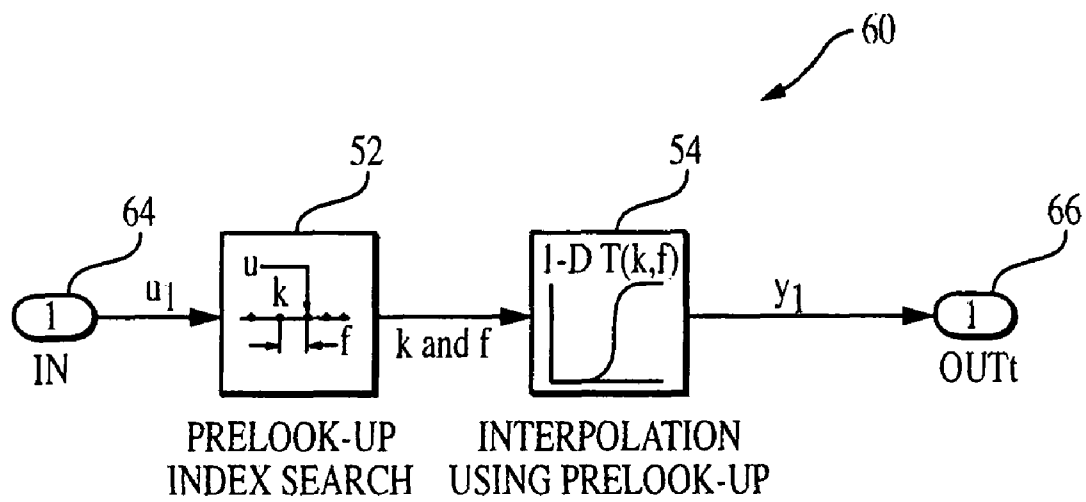 60
52
54
64
66
u
k
f
1-D T(k,f)
1
u1
k and f
y1
1
IN
OUTt
PRELOOK-UP
INDEX SEARCH
INTERPOLATION
USING PRELOOK-UP